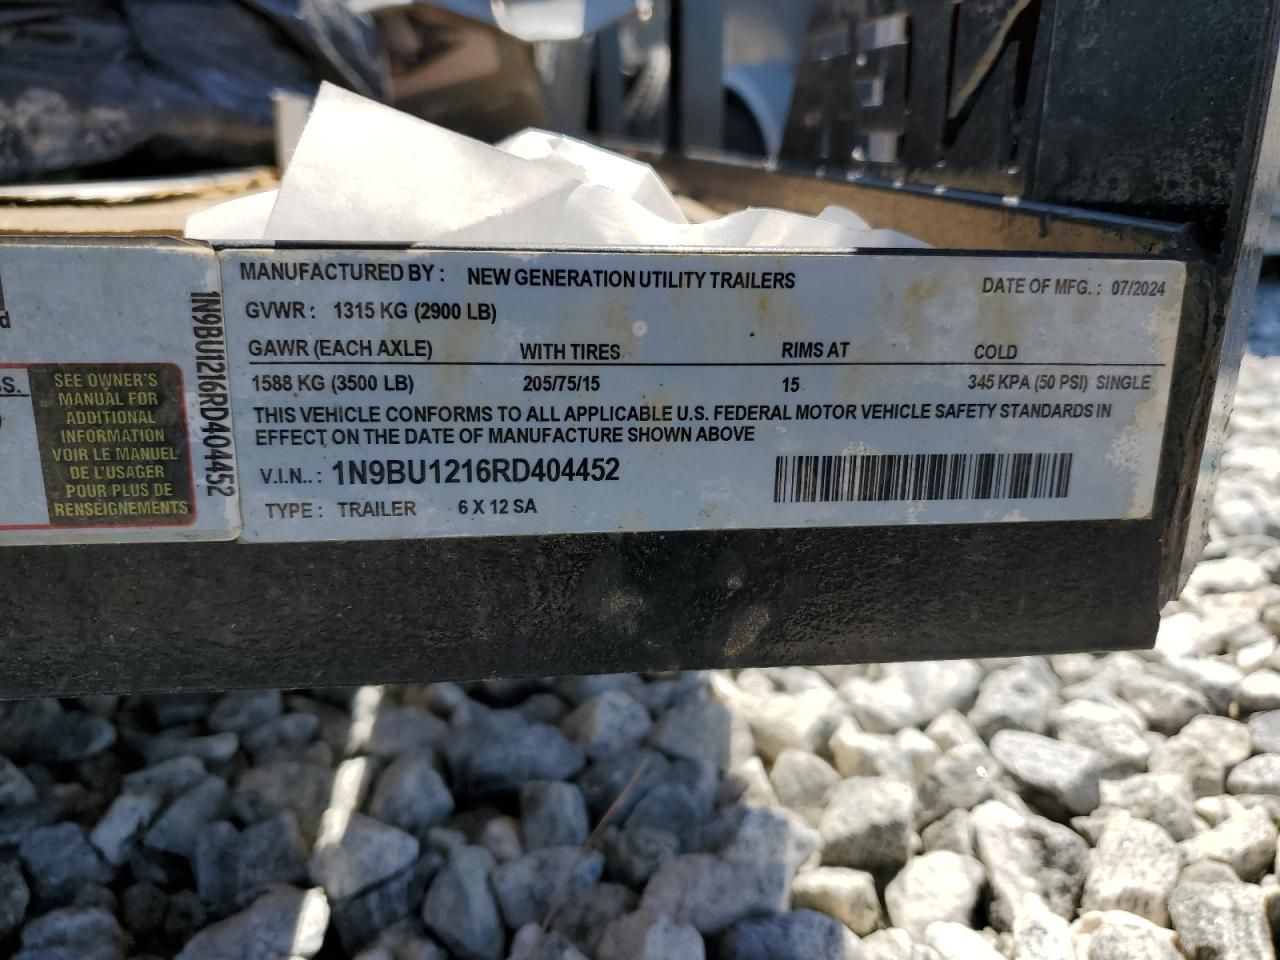 MANUFACTURED BY : NEW GENERATION UTILITY TRAILERS DATE OF MFG. : 07/2024
GVWR : 1315 KG (2900 LB)
GAWR (EACH AXLE) WITH TIRES RIMS AT COLD
1588 KG (3500 LB) 205/75/15 15 345 KPA (50 PSI) SINGLE
THIS VEHICLE CONFORMS TO ALL APPLICABLE U.S. FEDERAL MOTOR VEHICLE SAFETY STANDARDS IN
EFFECT ON THE DATE OF MANUFACTURE SHOWN ABOVE
V.I.N.. : 1N9BU1216RD404452
TYPE : TRAILER 6 X 12 SA
1N9BU1216RD404452
SEE OWNER'S
MANUAL FOR
ADDITIONAL
INFORMATION
VOIR LE MANUEL
DE L'USAGER
POUR PLUS DE
RENSEIGNEMENTS